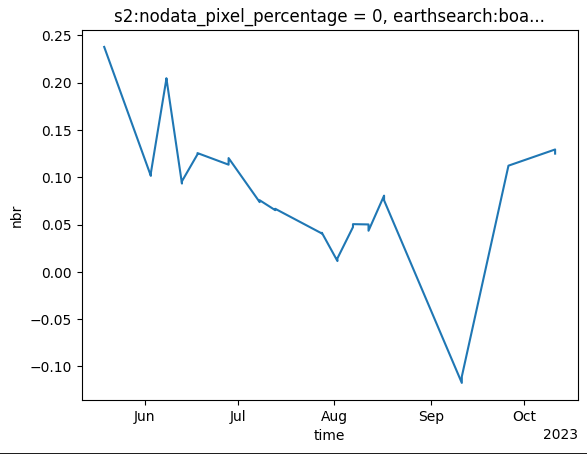 s2:nodata_pixel_percentage = 0, earthsearch:boa...
0.25
0.20
0.15
0.10
0.05
0.00
−0.05
−0.10
nbr
Jun Jul Aug Sep Oct
time
2023